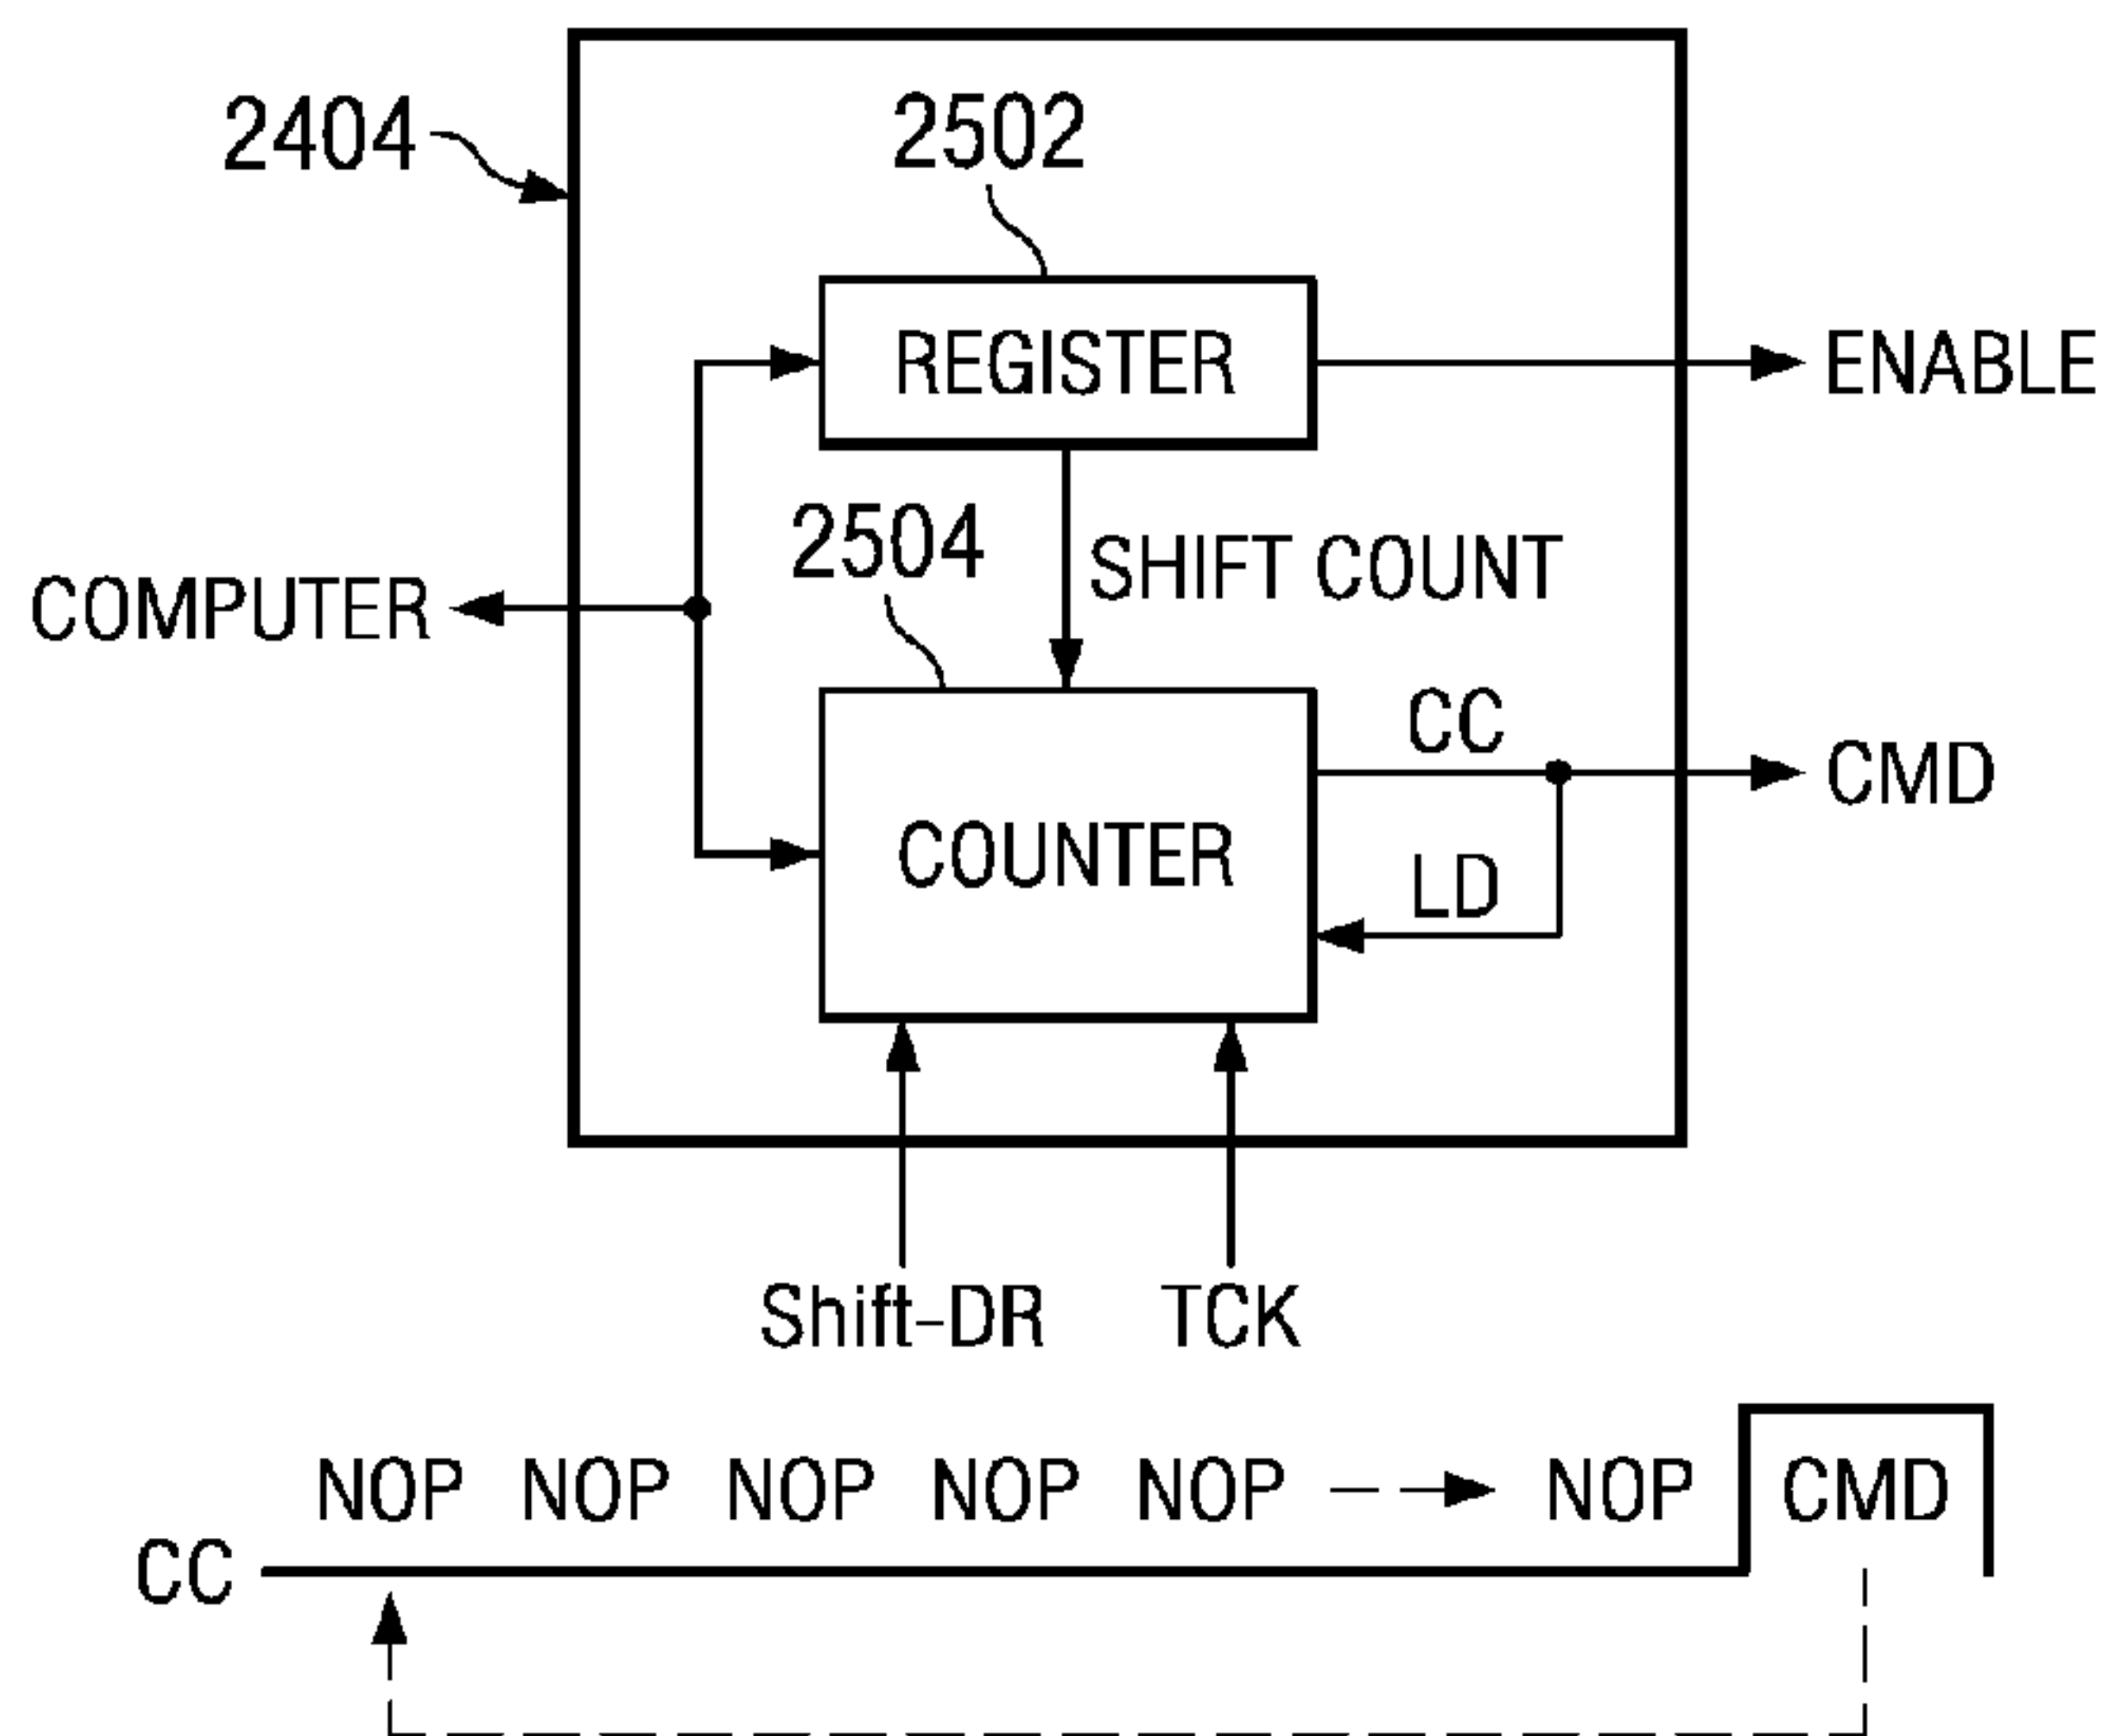 2404
2502
REGISTER
ENABLE
2504
SHIFT COUNT
COMPUTER
CC
CMD
COUNTER
LD
Shift-DR TCK
NOP NOP NOP NOP NOP NOP CMD
CC